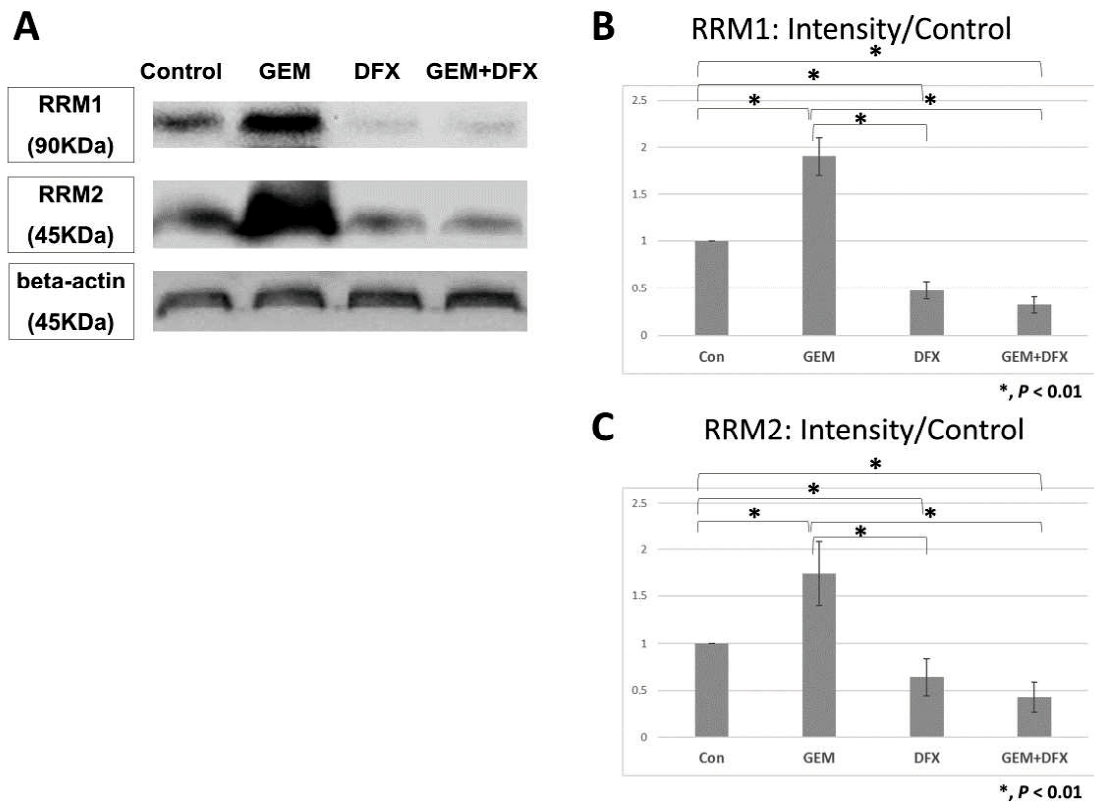 A
Control GEM DFX GEM+DFX
RRM1
(90KDa)
RRM2
(45KDa)
beta-actin
(45KDa)
B
RRM1: Intensity/Control
*
*
* *
*
2.5
2
1.5
1
0.5
0
Con GEM DFX GEM+DFX
*, P < 0.01
C
RRM2: Intensity/Control
*
*
* *
*
2.5
2
1.5
1
0.5
0
Con GEM DFX GEM+DFX
*, P < 0.01